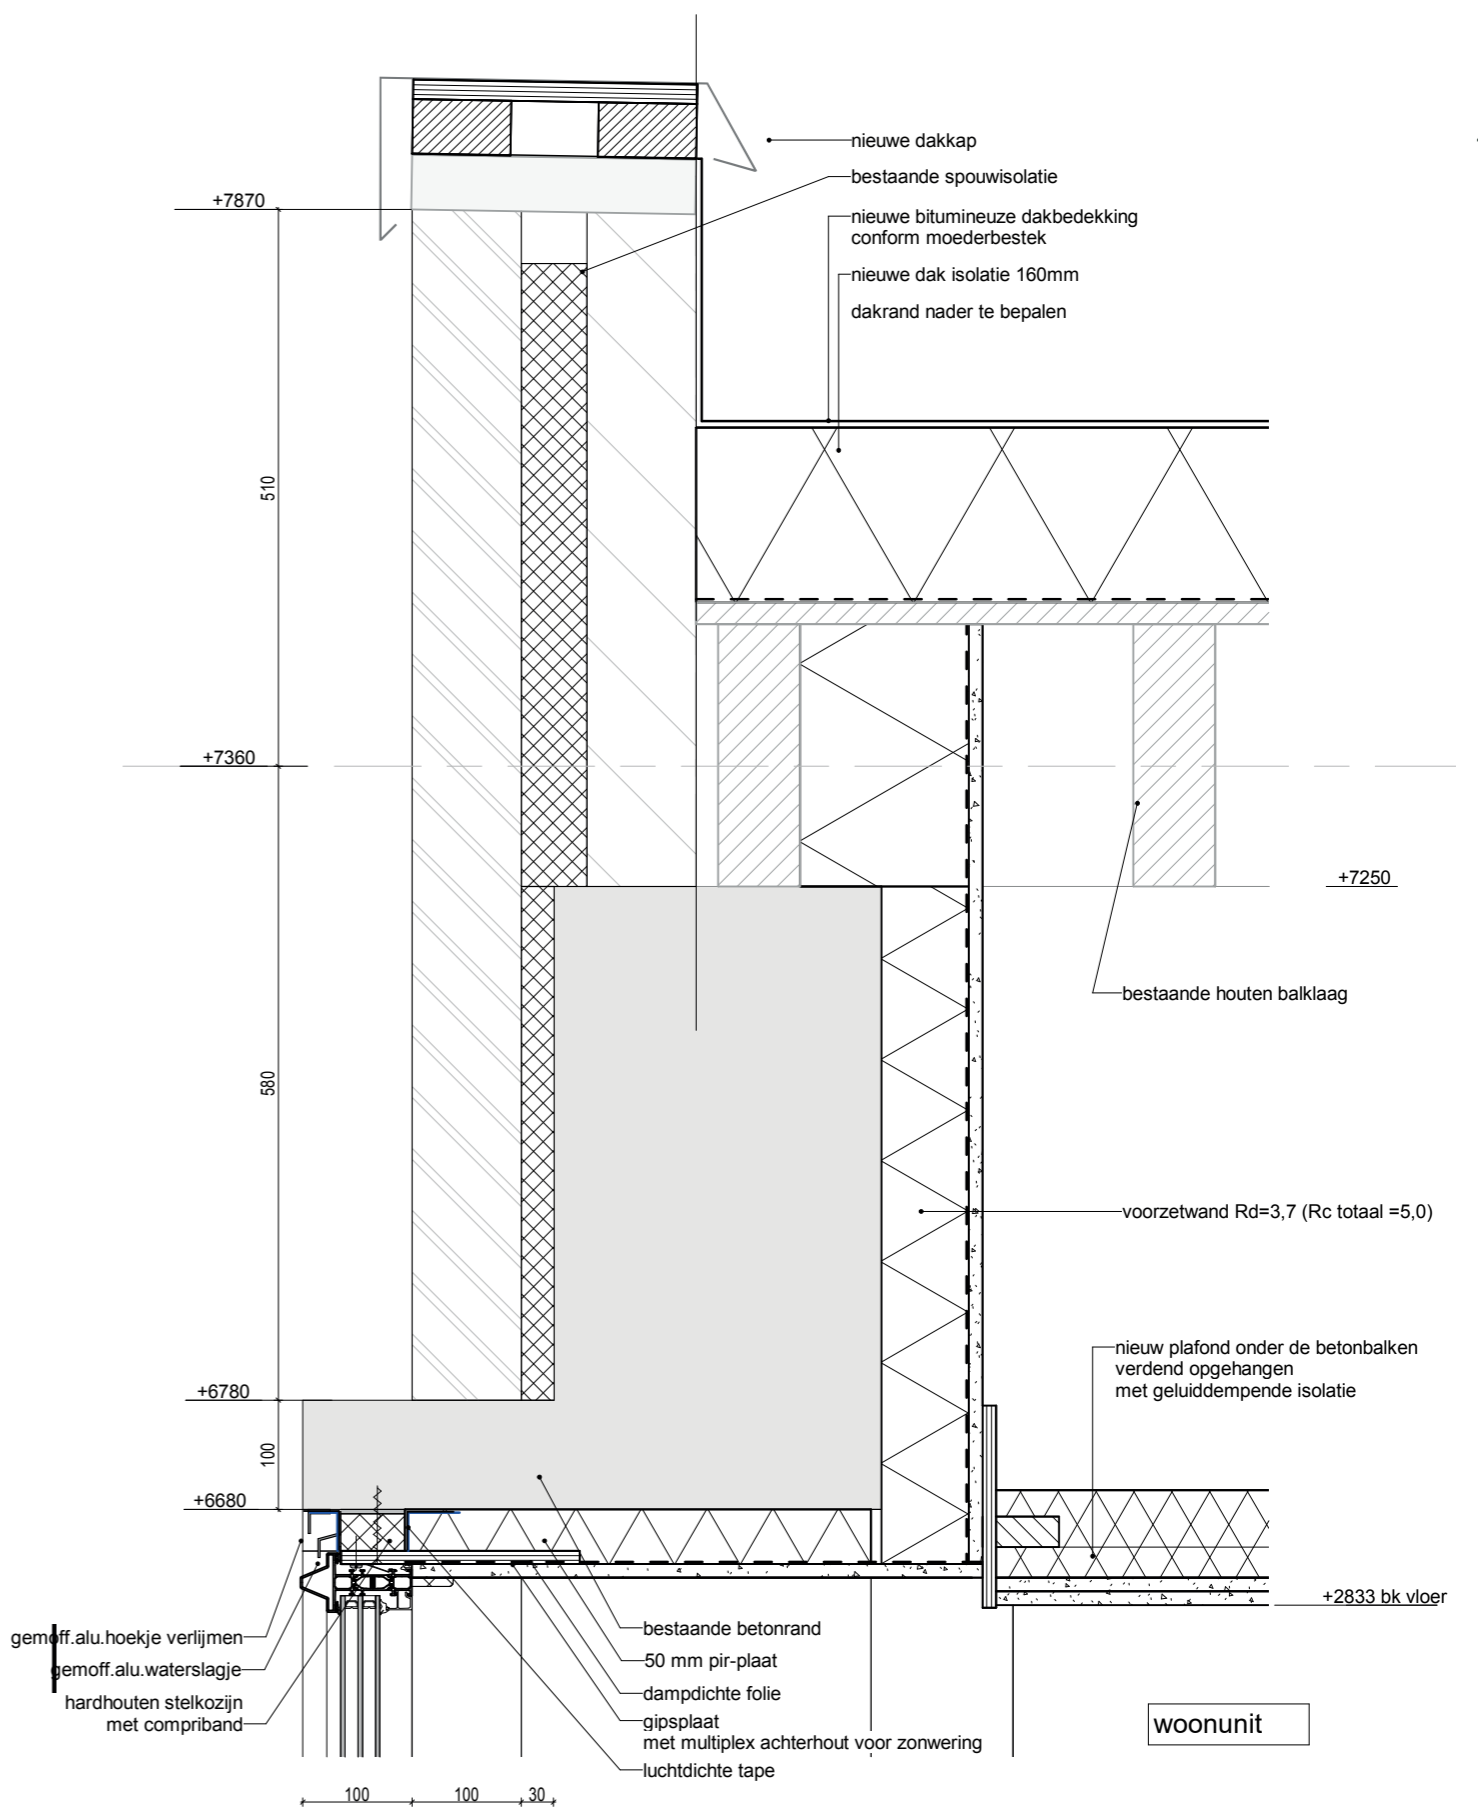 nieuwe dakkap
bestaande spouwisolatie
+7870
nieuwe bitumineuze dakbedekking
conform moederbestek
nieuwe dak isolatie 160mm
dakrand nader te bepalen
510
+7360
+7250
bestaande houten balklaag
580
voorzetwand Rd=3,7 (Rc totaal =5,0)
nieuw plafond onder de betonbalken
verdend opgehangen
met geluiddempende isolatie
+6780
100
+6680
+2833 bk vloer
gemoff.alu.hoekje verlijmen
gemoff.alu.waterslagje
hardhouten stelkozijn
met compriband
bestaande betonrand
50 mm pir-plaat
dampdichte folie
gipsplaat
met multiplex achterhout voor zonwering
luchtdichte tape
woonunit
100
100
30